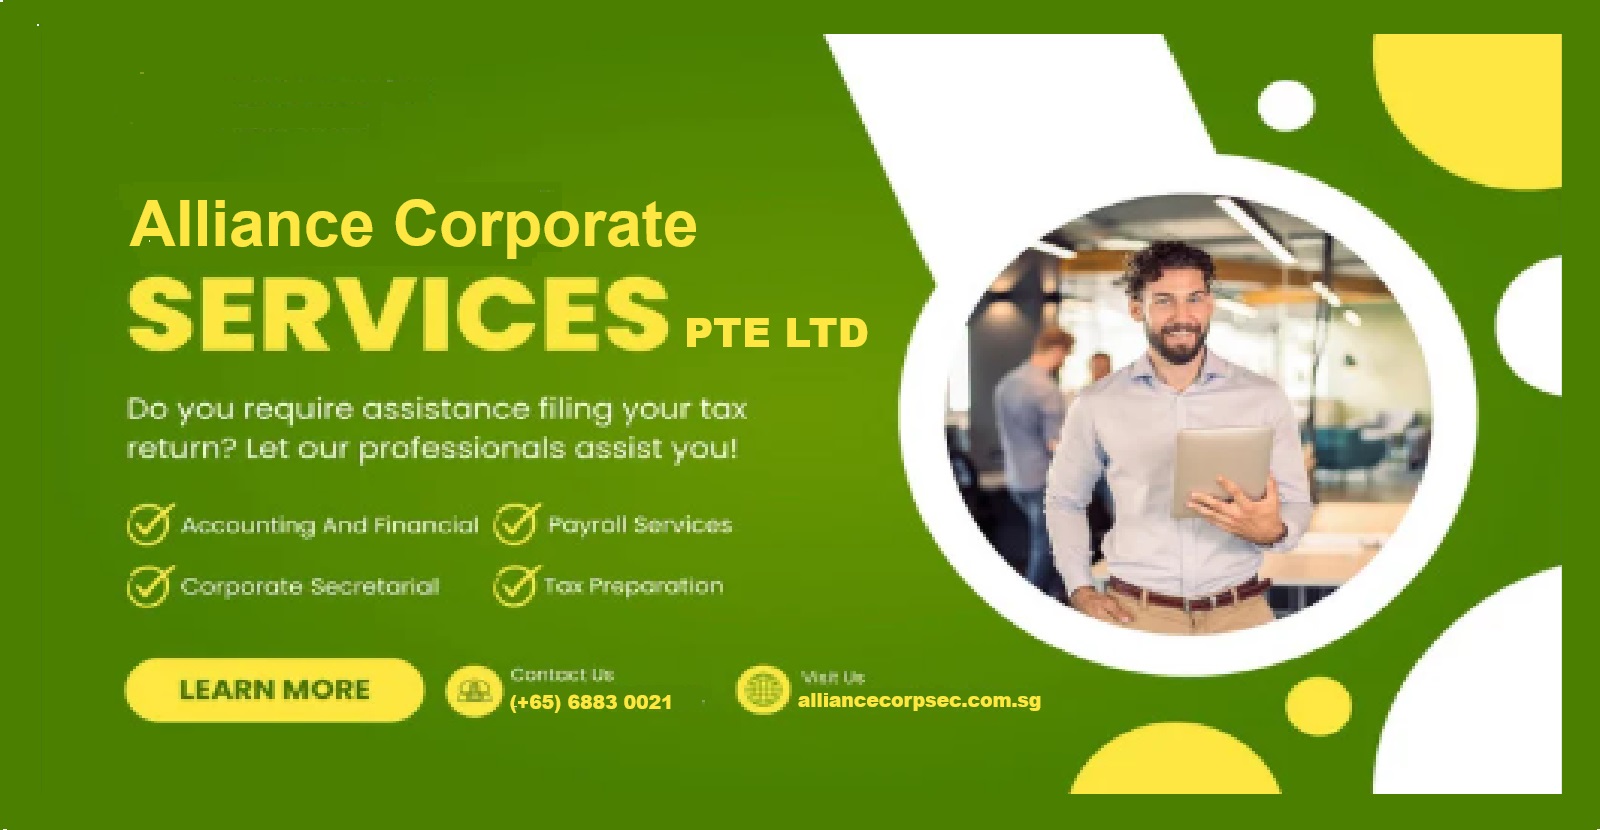 Alliance Corporate
SERVICES PTE LTD
Do you require assistance filing your tax
return? Let our professionals assist you!
Accounting And Financial
Payroll Services
Corporate Secretarial
Tax Preparation
LEARN MORE
Contact Us
(+65) 6883 0021
Visit Us
alliancecorpsec.com.sg